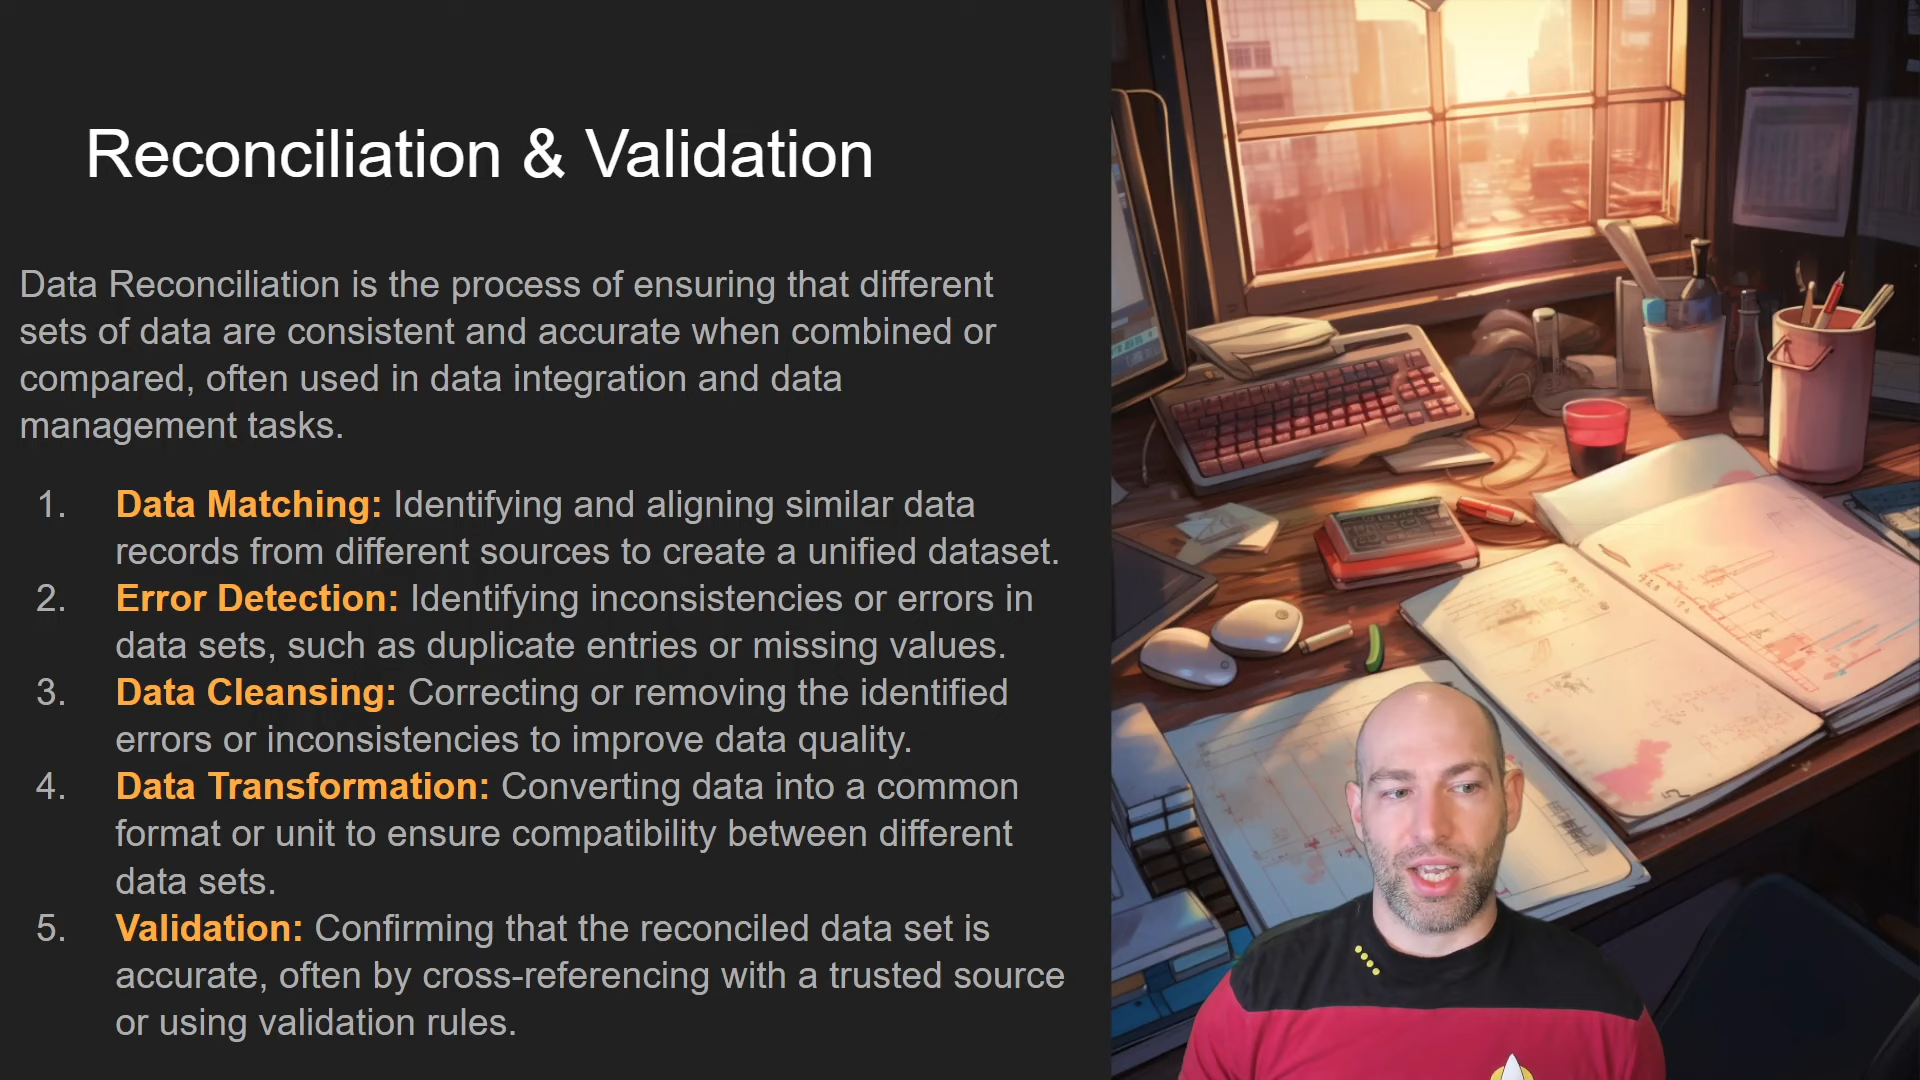 Reconciliation & Validation
Data Reconciliation is the process of ensuring that different
sets of data are consistent and accurate when combined or
compared, often used in data integration and data
management tasks.
1. Data Matching: Identifying and aligning similar data
records from different sources to create a unified dataset.
2. Error Detection: Identifying inconsistencies or errors in
data sets, such as duplicate entries or missing values.
3. Data Cleansing: Correcting or removing the identified
errors or inconsistencies to improve data quality.
4. Data Transformation: Converting data into a common
format or unit to ensure compatibility between different
data sets.
5. Validation: Confirming that the reconciled data set is
accurate, often by cross-referencing with a trusted source
or using validation rules.